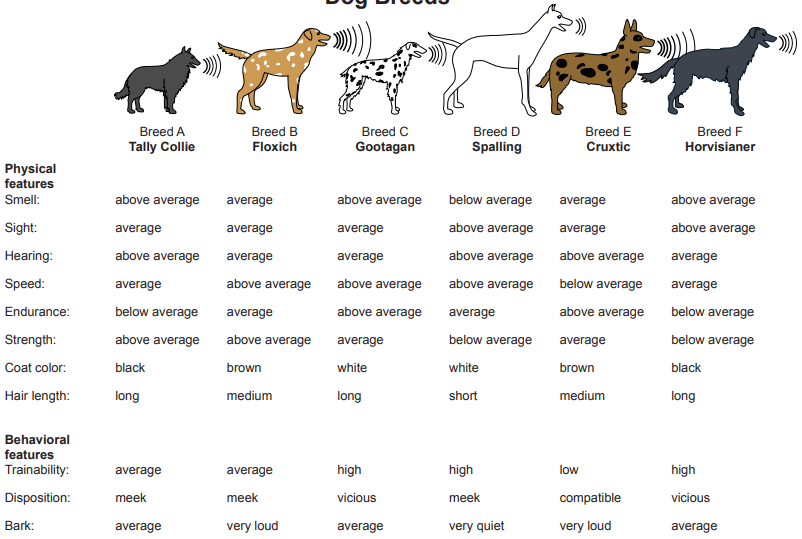 Dog Breeds
Breed A Breed B Breed C Breed D Breed E Breed F
Tally Collie Floxich Gootagan Spalling Cruxtic Horvisianer
Physical
features
Smell: above average average above average below average average above average
Sight: average average average above average average above average
Hearing: above average average average above average above average average
Speed: average above average above average above average below average average
Endurance: below average average above average average above average below average
Strength: above average above average average below average average below average
Coat color: black brown white white brown black
Hair length: long medium long short medium long
Behavioral
features
Trainability: average average high high low high
Disposition: meek meek vicious meek compatible vicious
Bark: average very loud average very quiet very loud average